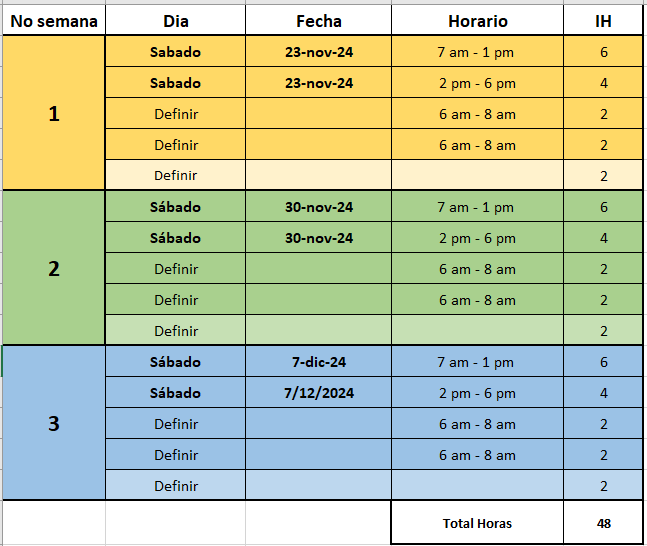 No semana Dia Fecha Horario IH
Sabado 23-nov-24 7 am - 1 pm 6
Sabado 23-nov-24 2 pm - 6 pm 4
1 Definir 6 am - 8 am 2
Definir 6 am - 8 am 2
Definir 2
Sábado 30-nov-24 7 am - 1 pm 6
Sábado 30-nov-24 2 pm - 6 pm 4
2 Definir 6 am - 8 am 2
Definir 6 am - 8 am 2
Definir 2
Sábado 7-dic-24 7 am - 1 pm 6
Sábado 7/12/2024 2 pm - 6 pm 4
3 Definir 6 am - 8 am 2
Definir 6 am - 8 am 2
Definir 2
Total Horas 48